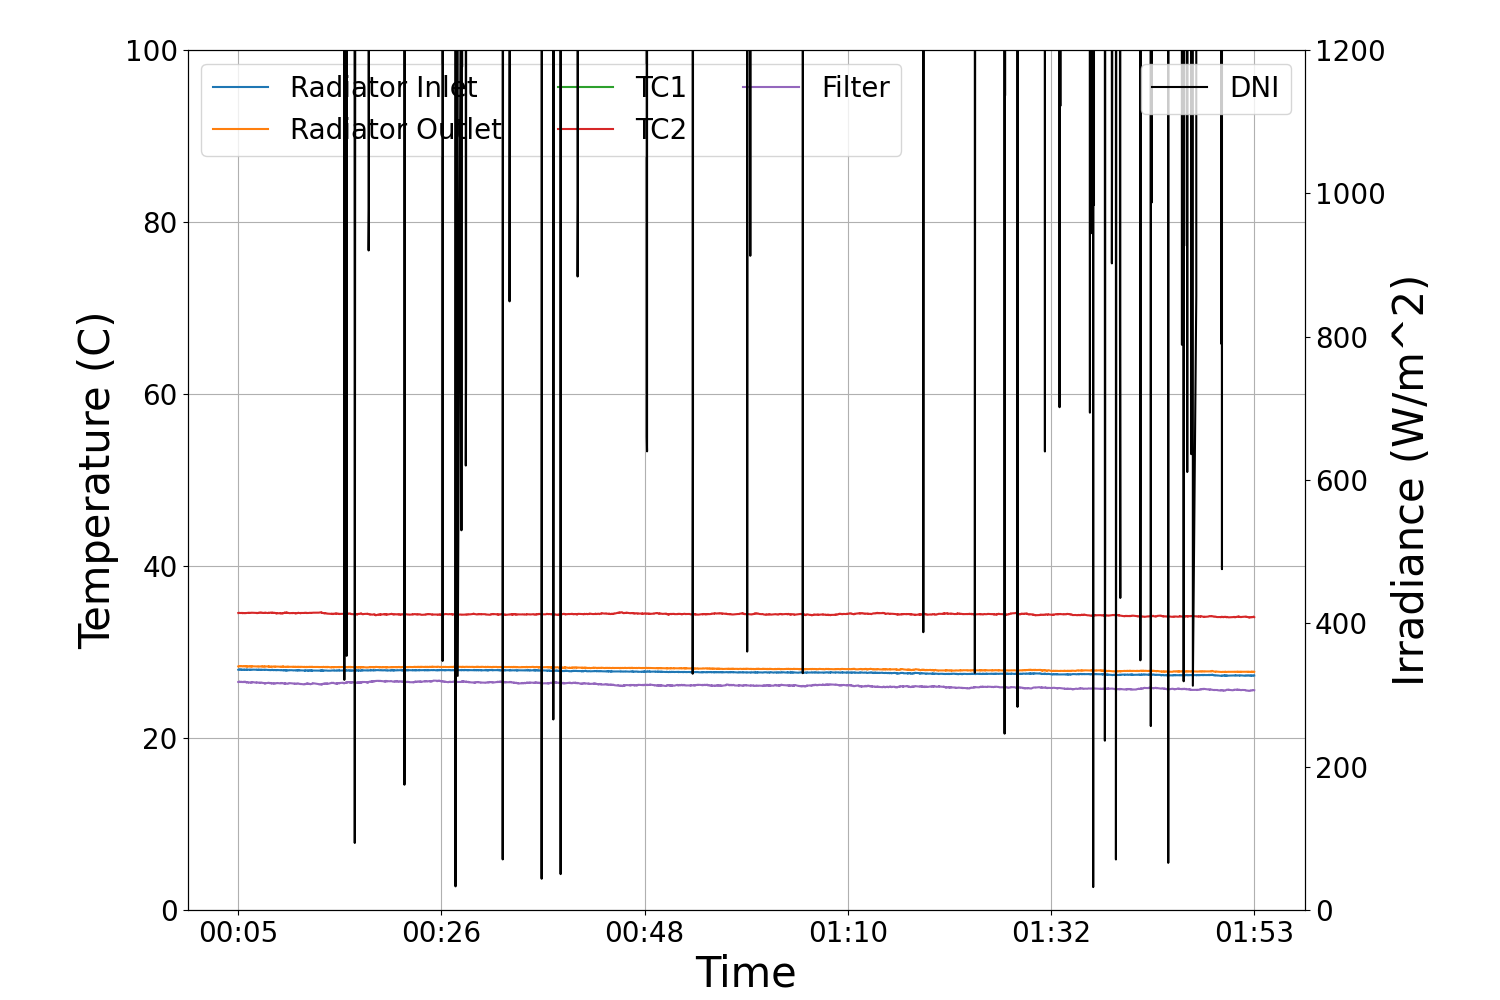 100
80
60
40
20
0
Temperature (C)
Radiator Inlet
Radiator Outlet
TC1
TC2
Filter
DNI
1200
1000
800
600
400
200
0
Irradiance (W/m^2)
00:05 00:26 00:48 01:10 01:32 01:53
Time